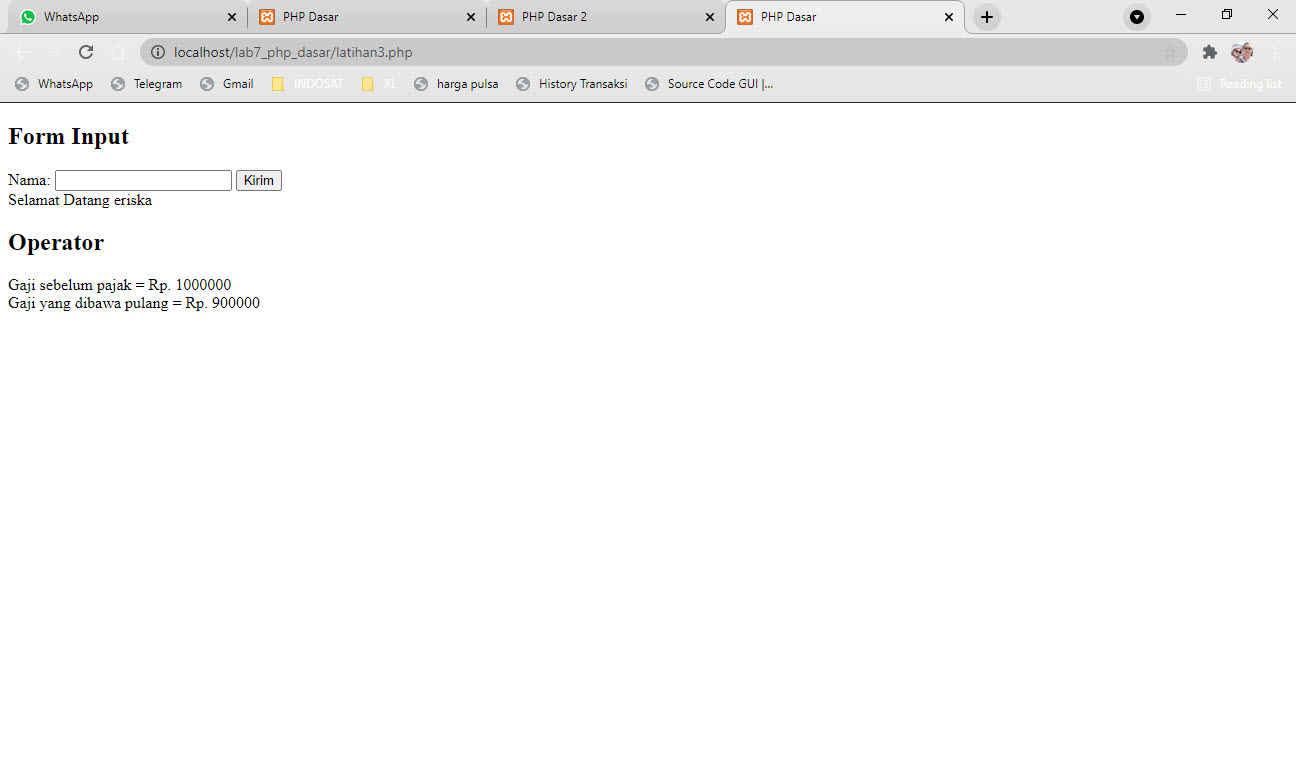 WhatsApp PHP Dasar PHP Dasar 2 PHP Dasar
localhost/lab7_php_dasar/latihan3.php
WhatsApp Telegram Gmail INDOSAT XL harga pulsa History Transaksi Source Code GUI |... Reading list
Form Input
Nama: Kirim
Selamat Datang eriska
Operator
Gaji sebelum pajak = Rp. 1000000
Gaji yang dibawa pulang = Rp. 900000